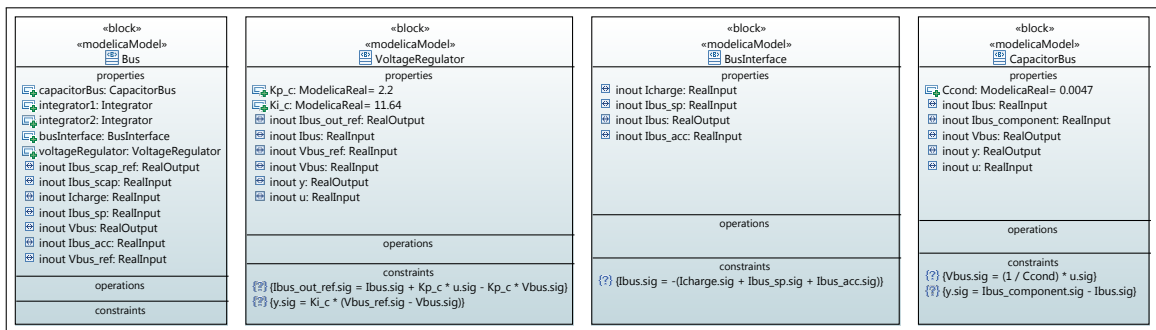 «block»
«modelicaModel»
Bus
properties
capacitorBus: CapacitorBus
integrator1: Integrator
integrator2: Integrator
busInterface: BusInterface
voltageRegulator: VoltageRegulator
inout Ibus_scap_ref: RealOutput
inout Ibus_scap: RealInput
inout Icharge: RealInput
inout Ibus_sp: RealInput
inout Vbus: RealOutput
inout Ibus_acc: RealInput
inout Vbus_ref: RealInput
operations
constraints
«block»
«modelicaModel»
VoltageRegulator
properties
Kp_c: ModelicaReal= 2.2
Ki_c: ModelicaReal= 11.64
inout Ibus_out_ref: RealOutput
inout Ibus: RealInput
inout Vbus_ref: RealInput
inout Vbus: RealInput
inout y: RealOutput
inout u: RealInput
operations
constraints
{?} {Ibus_out_ref.sig = Ibus.sig + Kp_c * u.sig - Kp_c * Vbus.sig}
{?} {y.sig = Ki_c * (Vbus_ref.sig - Vbus.sig)}
«block»
«modelicaModel»
BusInterface
properties
inout Icharge: RealInput
inout Ibus_sp: RealInput
inout Ibus: RealOutput
inout Ibus_acc: RealInput
operations
constraints
{?} {Ibus.sig = -(Icharge.sig + Ibus_sp.sig + Ibus_acc.sig)}
«block»
«modelicaModel»
CapacitorBus
properties
Ccond: ModelicaReal= 0.0047
inout Ibus: RealInput
inout Ibus_component: RealInput
inout Vbus: RealOutput
inout y: RealOutput
inout u: RealInput
operations
constraints
{?} {Vbus.sig = (1 / Ccond) * u.sig}
{?} {y.sig = Ibus_component.sig - Ibus.sig}